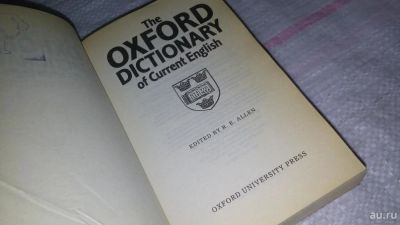 The
OXFORD
DICTIONARY
of Current English
EDITED BY R. E. ALLEN
OXFORD UNIVERSITY PRESS
au.ru